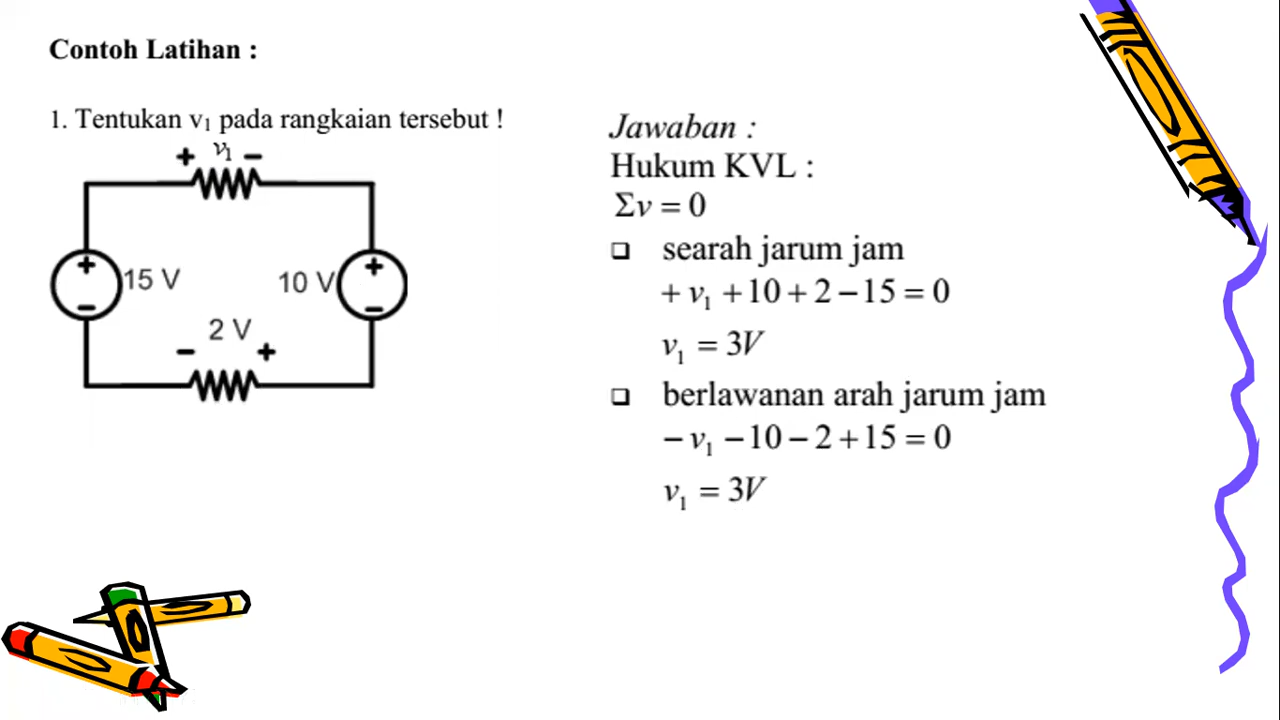 Contoh Latihan :
1. Tentukan v₁ pada rangkaian tersebut !
+ v₁ −
+ 15 V −
10 V + −
2 V
− +
Jawaban :
Hukum KVL :
Σv = 0
❑ searah jarum jam
+ v₁ + 10 + 2 − 15 = 0
v₁ = 3V
❑ berlawanan arah jarum jam
− v₁ − 10 − 2 + 15 = 0
v₁ = 3V